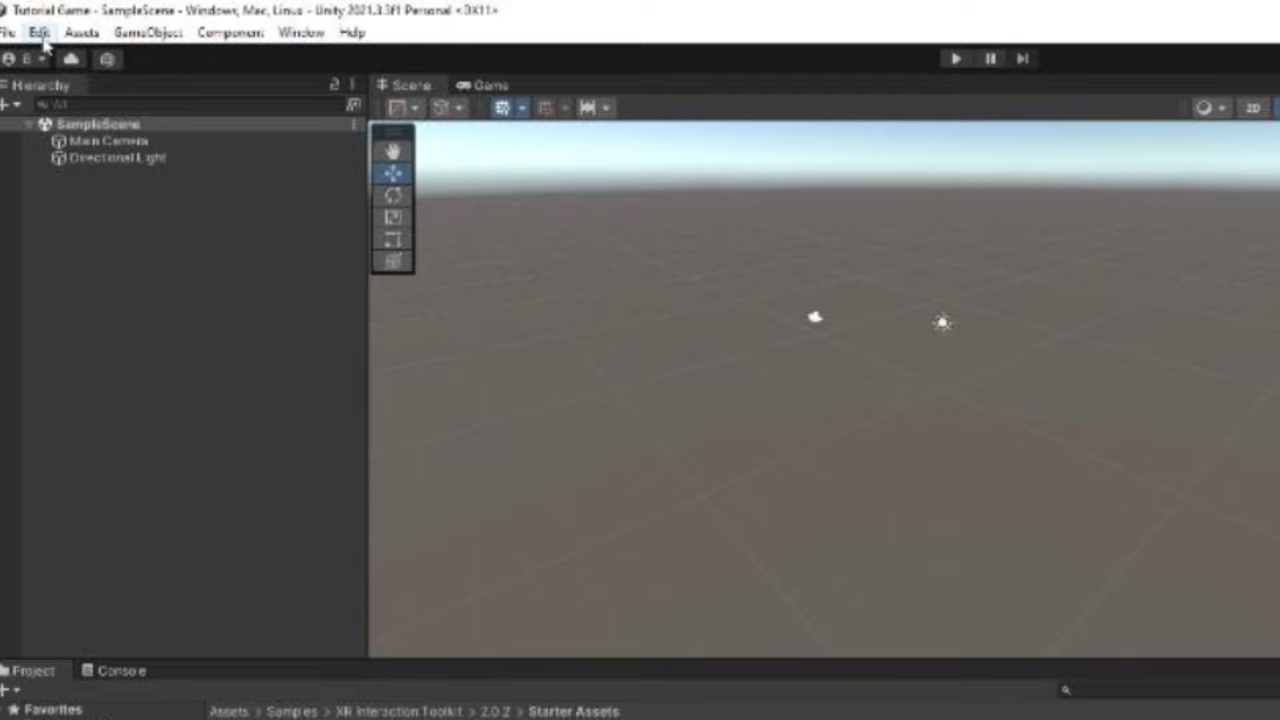 Tutorial Game - SampleScene - Windows, Mac, Linux - Unity 2021.3.3f1 Personal <DX11>
File Edit Assets GameObject Component Window Help
E
Hierarchy
Scene Game
All
2D
SampleScene
Main Camera
Directional Light
Project Console
Favorites
Assets > Samples > XR Interaction Toolkit > 2.0.2 > Starter Assets